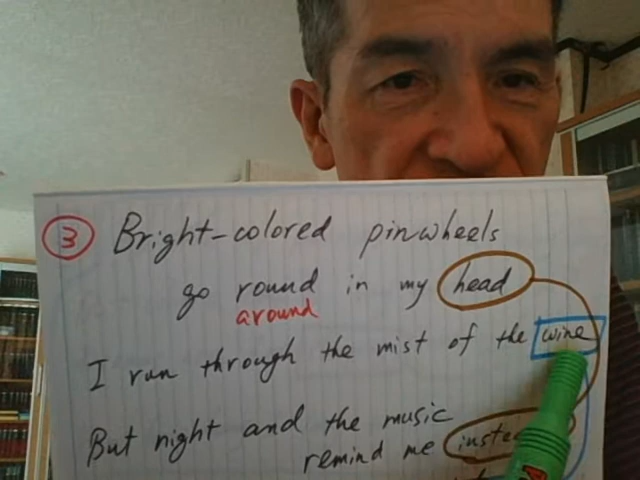 3 Bright-colored pinwheels
go round in my head
around
I run through the mist of the wine
But night and the music
remind me